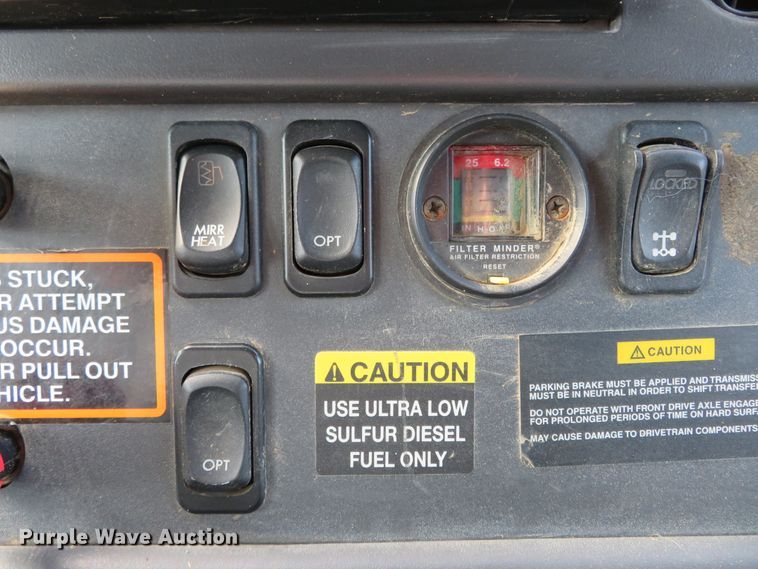 MIRR
HEAT
OPT
25 6.2
FILTER MINDER®
AIR FILTER RESTRICTION
RESET
LOCKED
STUCK,
R ATTEMPT
US DAMAGE
OCCUR.
R PULL OUT
HICLE.
OPT
CAUTION
USE ULTRA LOW
SULFUR DIESEL
FUEL ONLY
CAUTION
PARKING BRAKE MUST BE APPLIED AND TRANSMISS
MUST BE IN NEUTRAL IN ORDER TO SHIFT TRANSFE
DO NOT OPERATE WITH FRONT DRIVE AXLE ENGAG
FOR PROLONGED PERIODS OF TIME ON HARD SURF
MAY CAUSE DAMAGE TO DRIVETRAIN COMPONENTS
Purple Wave Auction